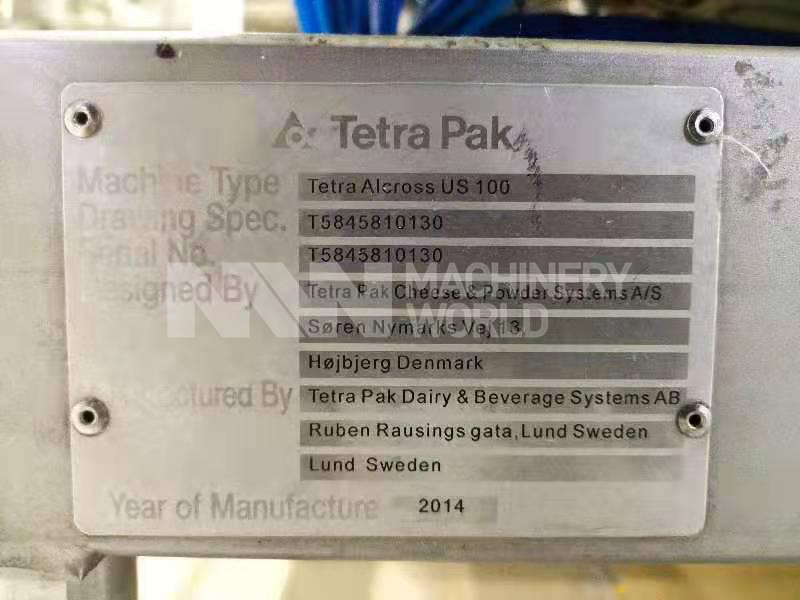 Tetra Pak
Machine Type Tetra Alcross US 100
Drawing Spec. T5845810130
Serial No. T5845810130
Designed By Tetra Pak Cheese & Powder Systems A/S
Søren Nymarks Vej 13,
Højbjerg Denmark
Manufactured By Tetra Pak Dairy & Beverage Systems AB
Ruben Rausings gata, Lund Sweden
Lund Sweden
Year of Manufacture 2014
MACHINERY
WORLD